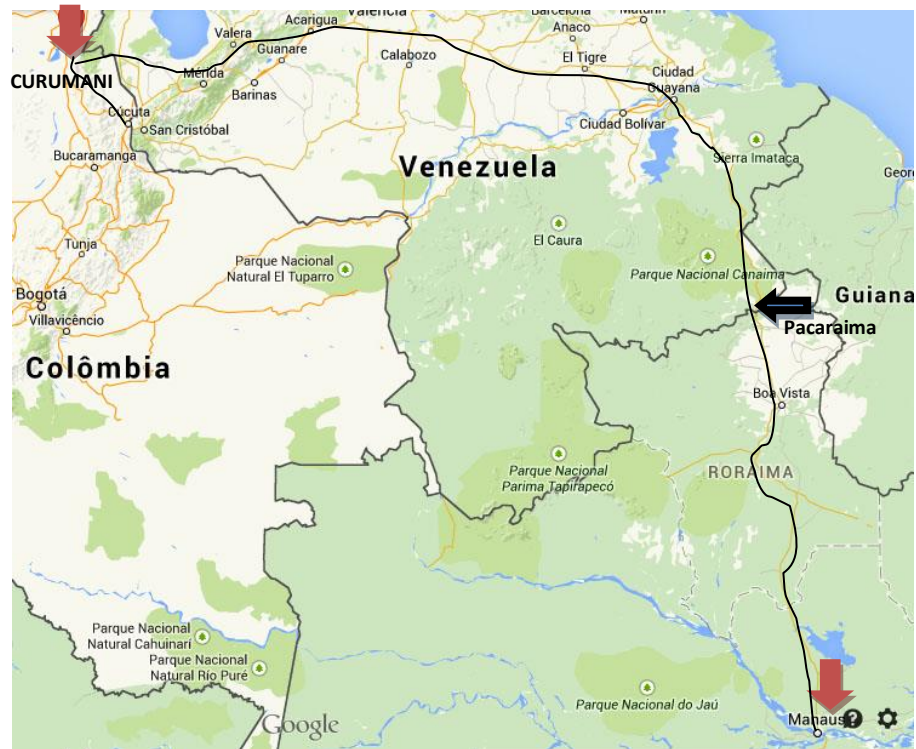 Acarigua
Valencia
Barcelona
Maturín
Valera
Guanare
Anaco
Calabozo
El Tigre
CURUMANI
Mérida
Barinas
Ciudad
Guayana
Cúcuta
San Cristóbal
Ciudad Bolívar
Bucaramanga
Venezuela
Sierra Imataca
Geor
El Caura
Tunja
Parque Nacional
Natural El Tuparro
Parque Nacional Canaima
Bogotá
Villavicêncio
Guiana
Pacaraima
Colômbia
Boa Vista
Parque Nacional
Parima Tapirapecó
RORAIMA
Parque Nacional
Natural Cahuinarí
Parque Nacional
Natural Río Puré
Parque Nacional do Jaú
Google
Manaus
?